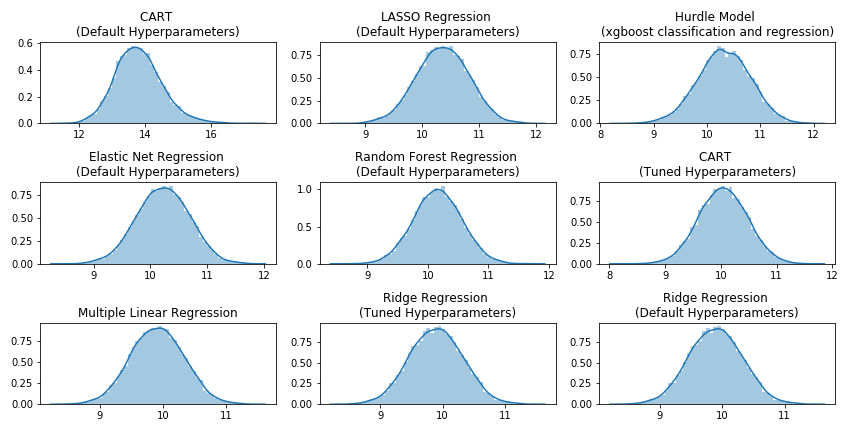 CART
(Default Hyperparameters)
LASSO Regression
(Default Hyperparameters)
Hurdle Model
(xgboost classification and regression)
0.6
0.4
0.2
0.0
12 14 16
0.75
0.50
0.25
0.00
9 10 11 12
0.75
0.50
0.25
0.00
8 9 10 11 12
Elastic Net Regression
(Default Hyperparameters)
Random Forest Regression
(Default Hyperparameters)
CART
(Tuned Hyperparameters)
0.75
0.50
0.25
0.00
9 10 11 12
1.0
0.5
0.0
9 10 11 12
0.75
0.50
0.25
0.00
8 9 10 11 12
Multiple Linear Regression
Ridge Regression
(Tuned Hyperparameters)
Ridge Regression
(Default Hyperparameters)
0.75
0.50
0.25
0.00
9 10 11
0.75
0.50
0.25
0.00
9 10 11
0.75
0.50
0.25
0.00
9 10 11